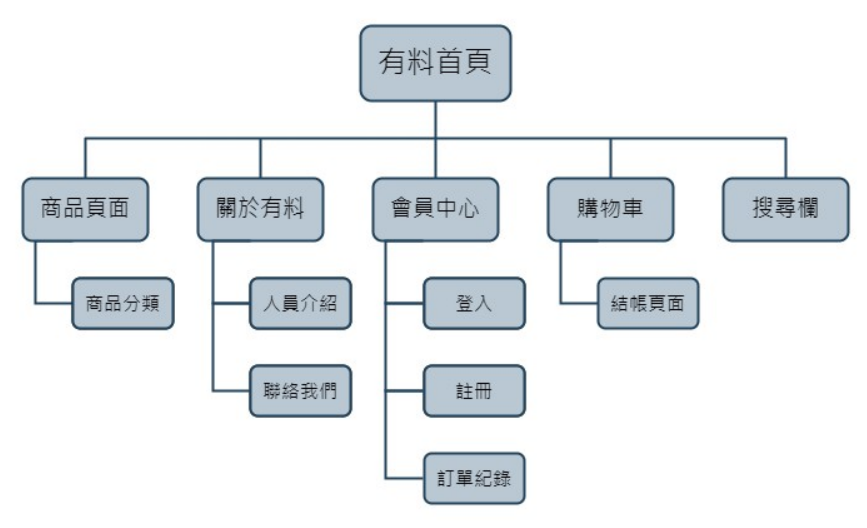 有料首頁
商品頁面
關於有料
會員中心
購物車
搜尋欄
商品分類
人員介紹
登入
結帳頁面
聯絡我們
註冊
訂單紀錄